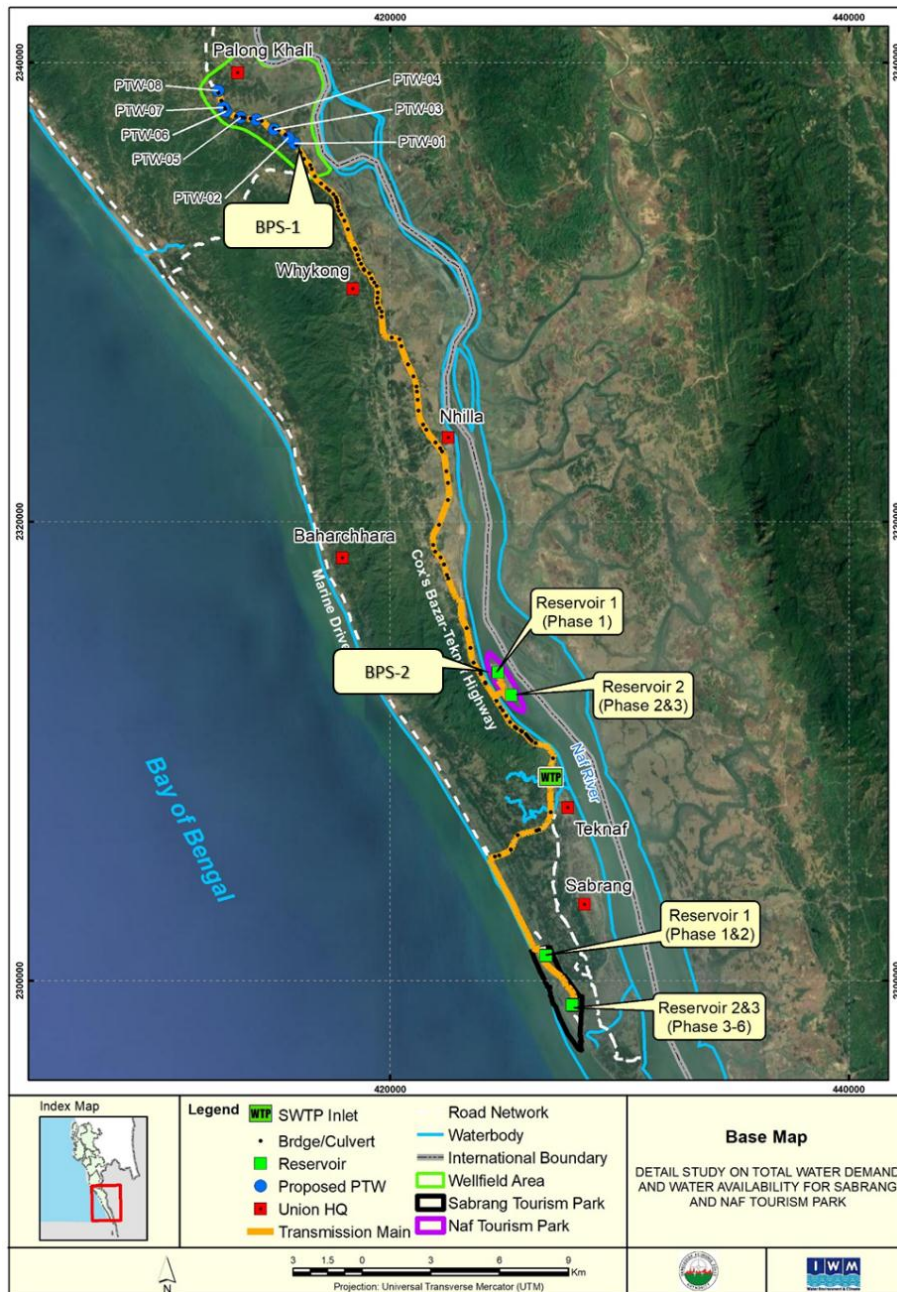 420000
440000
2340000
Palong Khali
PTW-08
PTW-04
PTW-07
PTW-03
PTW-06
PTW-01
PTW-05
PTW-02
BPS-1
Whykong
Nhilla
2320000
2320000
Baharchhara
Cox's Bazar-Tekn
Highway
Marine Drive
Reservoir 1
(Phase 1)
BPS-2
Reservoir 2
(Phase 2&3)
Naf River
WTP
Teknaf
Bay of Bengal
Sabrang
Reservoir 1
(Phase 1&2)
2300000
Reservoir 2&3
(Phase 3-6)
420000
440000
Index Map
Legend
WTP SWTP Inlet
Brdge/Culvert
Reservoir
Proposed PTW
Union HQ
Transmission Main
Road Network
Waterbody
International Boundary
Wellfield Area
Sabrang Tourism Park
Naf Tourism Park
Base Map
DETAIL STUDY ON TOTAL WATER DEMAND
AND WATER AVAILABILITY FOR SABRANG
AND NAF TOURISM PARK
N
3 1.5 0 3 6 9
Km
Projection: Universal Transverse Mercator (UTM)
IWM